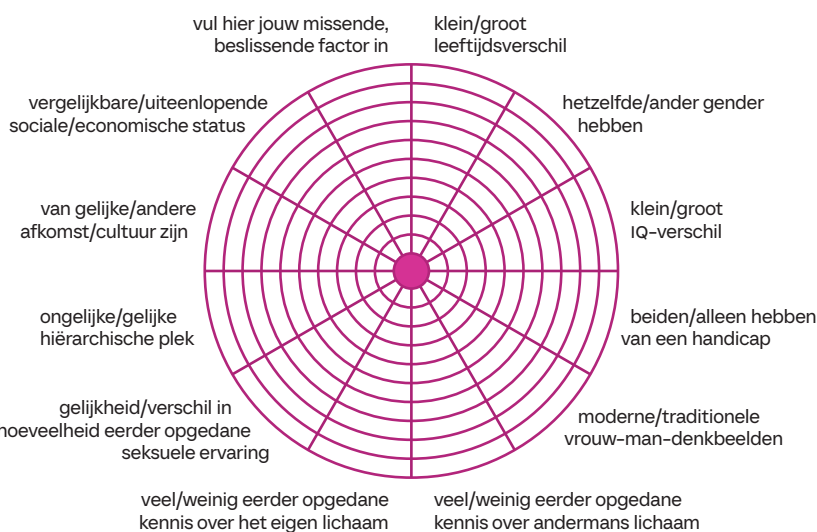 vul hier jouw missende,
beslissende factor in
klein/groot
leeftijdsverschil
hetzelfde/ander gender
hebben
klein/groot
IQ-verschil
beiden/alleen hebben
van een handicap
moderne/traditionele
vrouw-man-denkbeelden
veel/weinig eerder opgedane
kennis over andermans lichaam
veel/weinig eerder opgedane
kennis over het eigen lichaam
gelijkheid/verschil in
hoeveelheid eerder opgedane
seksuele ervaring
ongelijke/gelijke
hiërarchische plek
van gelijke/andere
afkomst/cultuur zijn
vergelijkbare/uiteenlopende
sociale/economische status